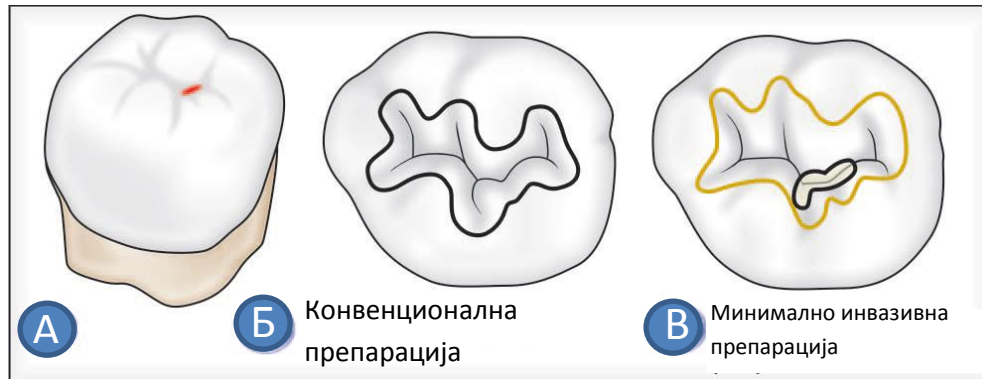 А
Б
Конвенционална
препарација
В
Минимално инвазивна
препарација